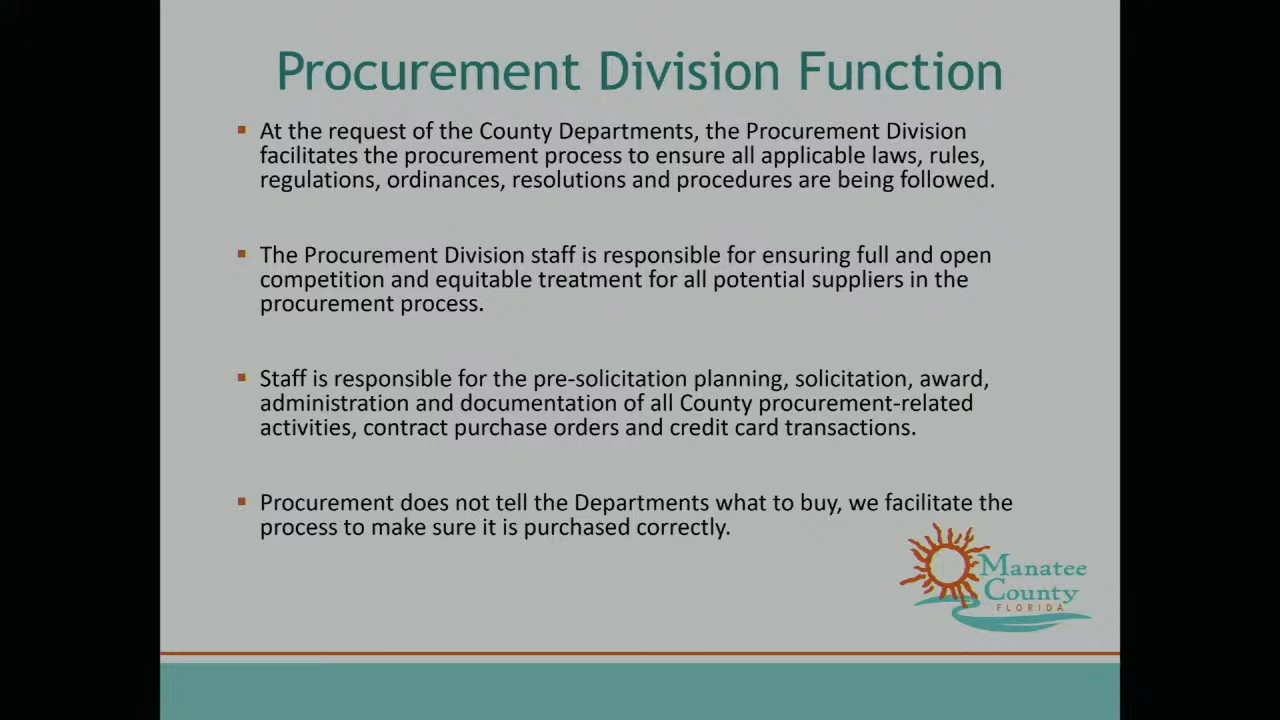 Procurement Division Function
At the request of the County Departments, the Procurement Division
facilitates the procurement process to ensure all applicable laws, rules,
regulations, ordinances, resolutions and procedures are being followed.
The Procurement Division staff is responsible for ensuring full and open
competition and equitable treatment for all potential suppliers in the
procurement process.
Staff is responsible for the pre-solicitation planning, solicitation, award,
administration and documentation of all County procurement-related
activities, contract purchase orders and credit card transactions.
Procurement does not tell the Departments what to buy, we facilitate the
process to make sure it is purchased correctly.
Manatee
County
FLORIDA